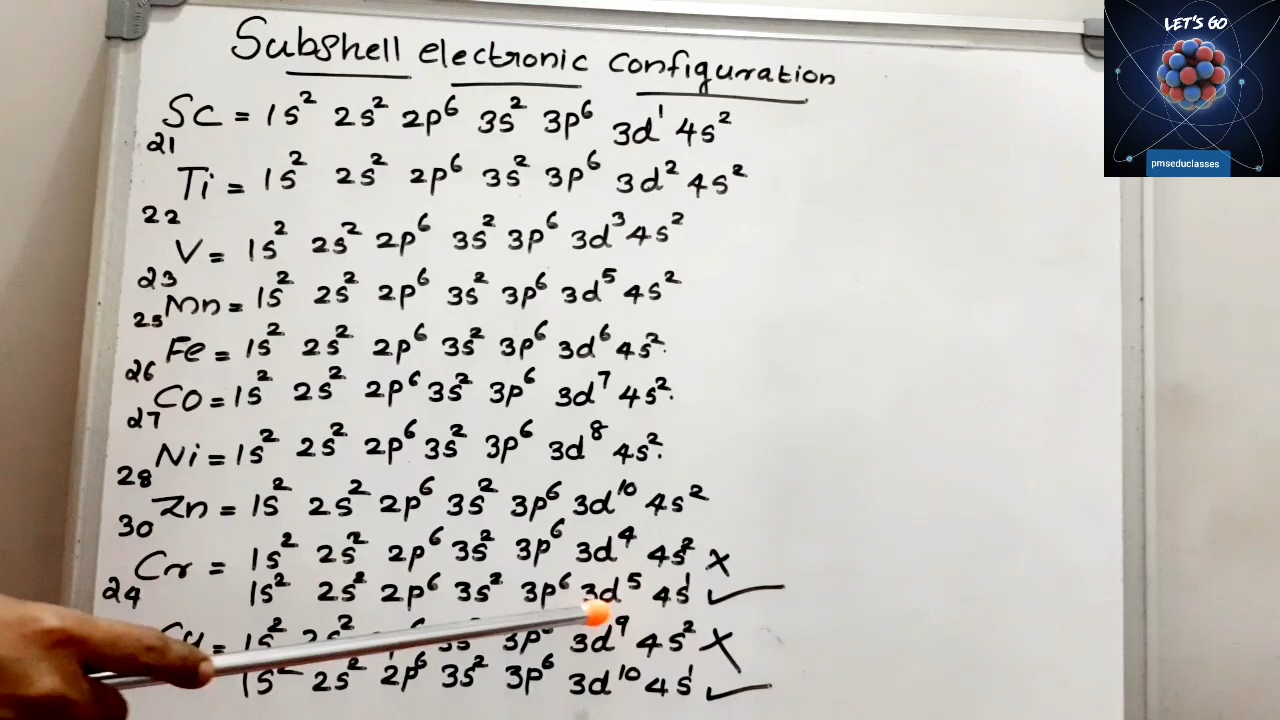 LET'S GO
pmseduclasses
Subshell electronic configuration
Sc = 1s² 2s² 2p⁶ 3s² 3p⁶ 3d¹ 4s²
21
Ti = 1s² 2s² 2p⁶ 3s² 3p⁶ 3d² 4s²
22
V = 1s² 2s² 2p⁶ 3s² 3p⁶ 3d³ 4s²
23
Mn = 1s² 2s² 2p⁶ 3s² 3p⁶ 3d⁵ 4s²
25
Fe = 1s² 2s² 2p⁶ 3s² 3p⁶ 3d⁶ 4s².
26
Co = 1s² 2s² 2p⁶ 3s² 3p⁶ 3d⁷ 4s².
27
Ni = 1s² 2s² 2p⁶ 3s² 3p⁶ 3d⁸ 4s².
28
Zn = 1s² 2s² 2p⁶ 3s² 3p⁶ 3d¹⁰ 4s²
30
Cr = 1s² 2s² 2p⁶ 3s² 3p⁶ 3d⁴ 4s² ×
24
1s² 2s² 2p⁶ 3s² 3p⁶ 3d⁵ 4s¹ ✓
= 1s² 2s² 3d⁹ 4s² ×
1s² 2s² 2p⁶ 3s² 3p⁶ 3d¹⁰ 4s¹ ✓